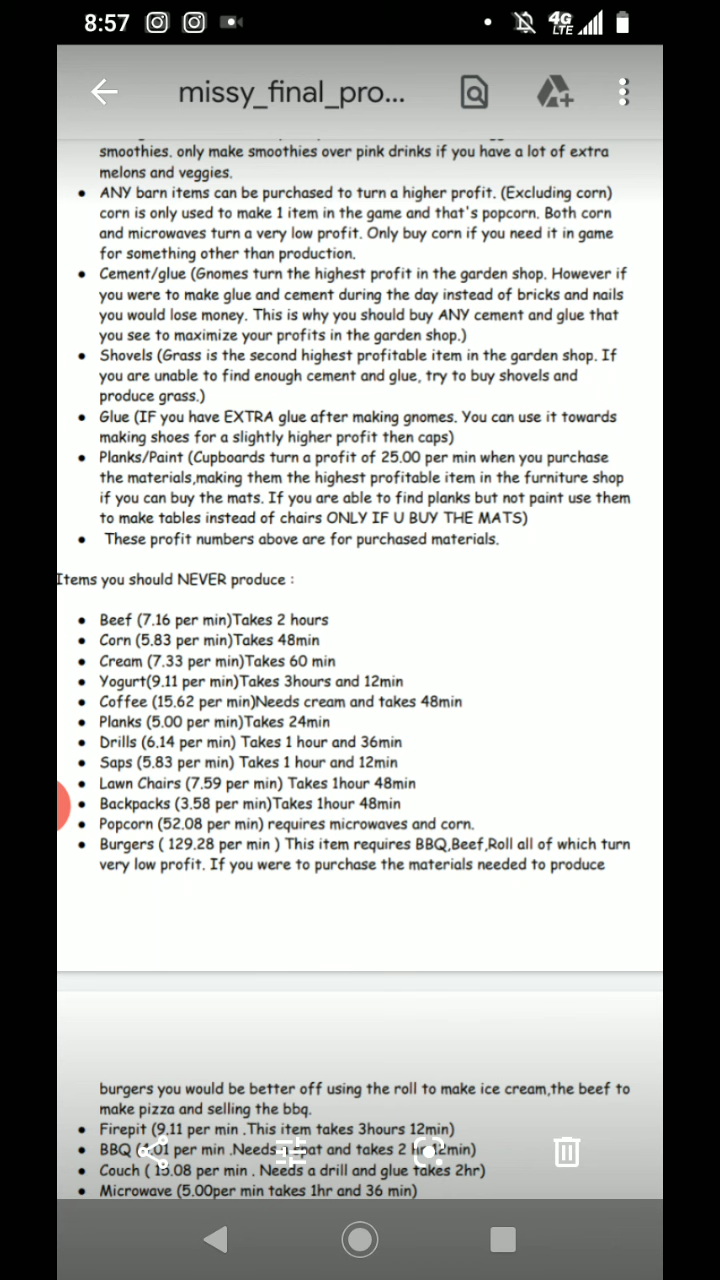 8:57
4G
LTE
missy_final_pro...
smoothies. only make smoothies over pink drinks if you have a lot of extra
melons and veggies.
• ANY barn items can be purchased to turn a higher profit. (Excluding corn)
corn is only used to make 1 item in the game and that's popcorn. Both corn
and microwaves turn a very low profit. Only buy corn if you need it in game
for something other than production.
• Cement/glue (Gnomes turn the highest profit in the garden shop. However if
you were to make glue and cement during the day instead of bricks and nails
you would lose money. This is why you should buy ANY cement and glue that
you see to maximize your profits in the garden shop.)
• Shovels (Grass is the second highest profitable item in the garden shop. If
you are unable to find enough cement and glue, try to buy shovels and
produce grass.)
• Glue (IF you have EXTRA glue after making gnomes. You can use it towards
making shoes for a slightly higher profit then caps)
• Planks/Paint (Cupboards turn a profit of 25.00 per min when you purchase
the materials,making them the highest profitable item in the furniture shop
if you can buy the mats. If you are able to find planks but not paint use them
to make tables instead of chairs ONLY IF U BUY THE MATS)
• These profit numbers above are for purchased materials.
Items you should NEVER produce :
• Beef (7.16 per min)Takes 2 hours
• Corn (5.83 per min)Takes 48min
• Cream (7.33 per min)Takes 60 min
• Yogurt(9.11 per min)Takes 3hours and 12min
• Coffee (15.62 per min)Needs cream and takes 48min
• Planks (5.00 per min)Takes 24min
• Drills (6.14 per min) Takes 1 hour and 36min
• Saps (5.83 per min) Takes 1 hour and 12min
• Lawn Chairs (7.59 per min) Takes 1hour 48min
• Backpacks (3.58 per min)Takes 1hour 48min
• Popcorn (52.08 per min) requires microwaves and corn.
• Burgers ( 129.28 per min ) This item requires BBQ,Beef,Roll all of which turn
very low profit. If you were to purchase the materials needed to produce
burgers you would be better off using the roll to make ice cream,the beef to
make pizza and selling the bbq.
• Firepit (9.11 per min .This item takes 3hours 12min)
• BBQ per min .Needs and takes 2 12min)
• Couch ( per min . Needs a drill and glue takes 2hr)
• Microwave (5.00per min takes 1hr and 36 min)